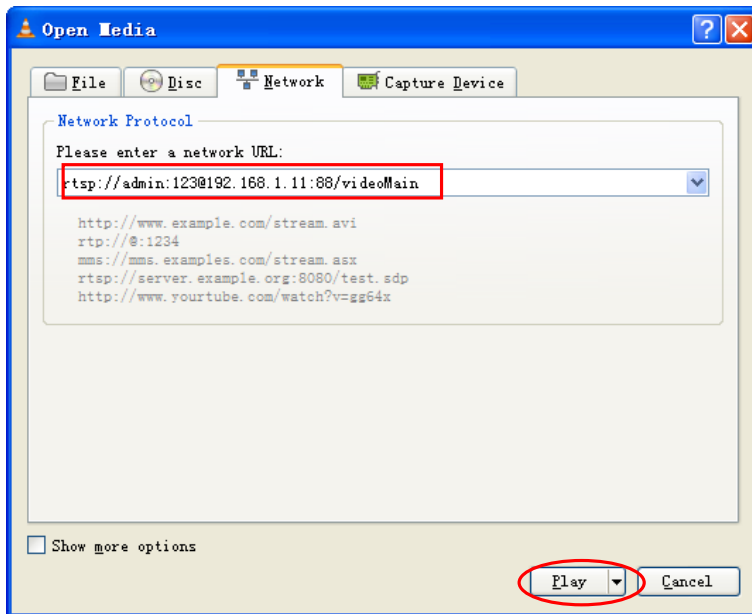 Open Media
File Disc Network Capture Device
Network Protocol
Please enter a network URL:
rtsp://admin:123@192.168.1.11:88/videoMain
http://www.example.com/stream.avi
rtp://@:1234
mms://mms.examples.com/stream.asx
rtsp://server.example.org:8080/test.sdp
http://www.yourtube.com/watch?v=gg64x
Show more options
Play Cancel